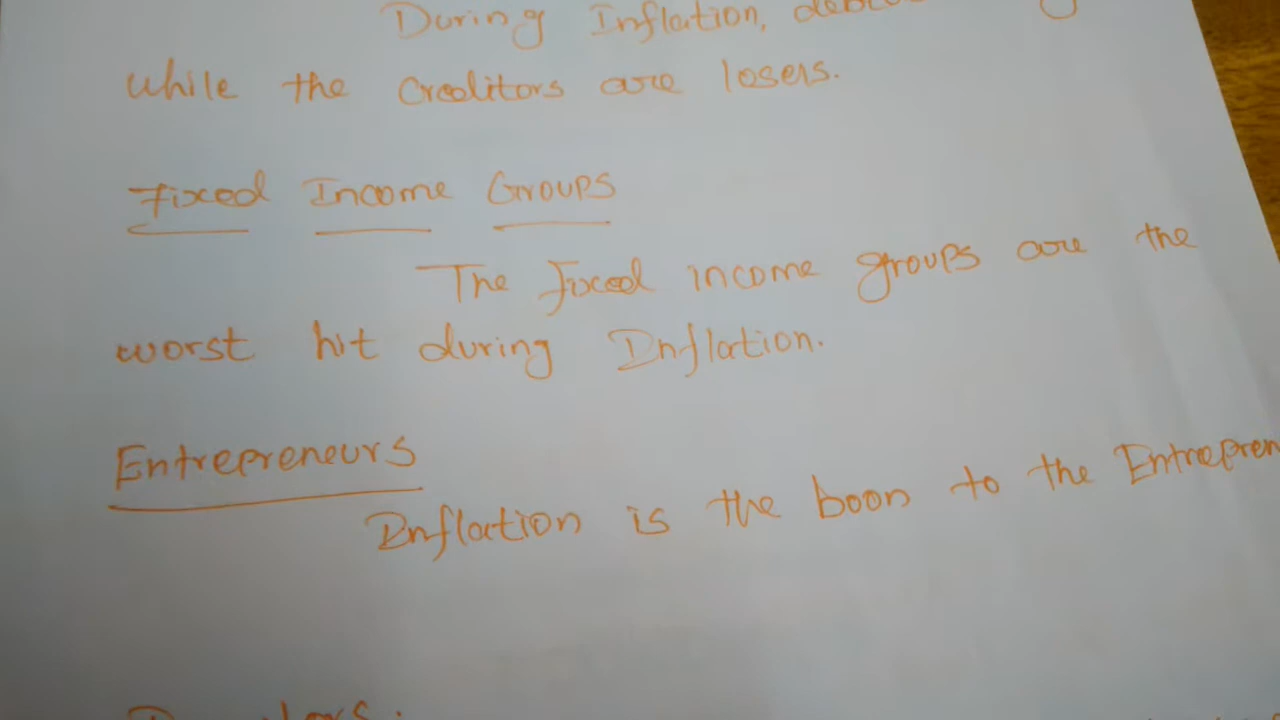 During Inflation,
while the Creditors are losers.
Fixed Income Groups
The fixed income groups are the
worst hit during Inflation.
Entrepreneurs
Inflation is the boon to the Entrepren